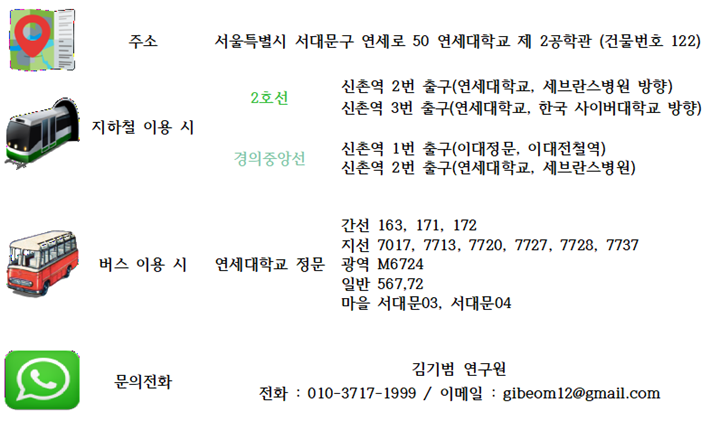 주소 서울특별시 서대문구 연세로 50 연세대학교 제 2공학관 (건물번호 122)
지하철 이용 시
2호선
신촌역 2번 출구(연세대학교, 세브란스병원 방향)
신촌역 3번 출구(연세대학교, 한국 사이버대학교 방향)
경의중앙선
신촌역 1번 출구(이대정문, 이대전철역)
신촌역 2번 출구(연세대학교, 세브란스병원)
버스 이용 시
연세대학교 정문
간선 163, 171, 172
지선 7017, 7713, 7720, 7727, 7728, 7737
광역 M6724
일반 567,72
마을 서대문03, 서대문04
문의전화
김기범 연구원
전화 : 010-3717-1999 / 이메일 : gibeom12@gmail.com